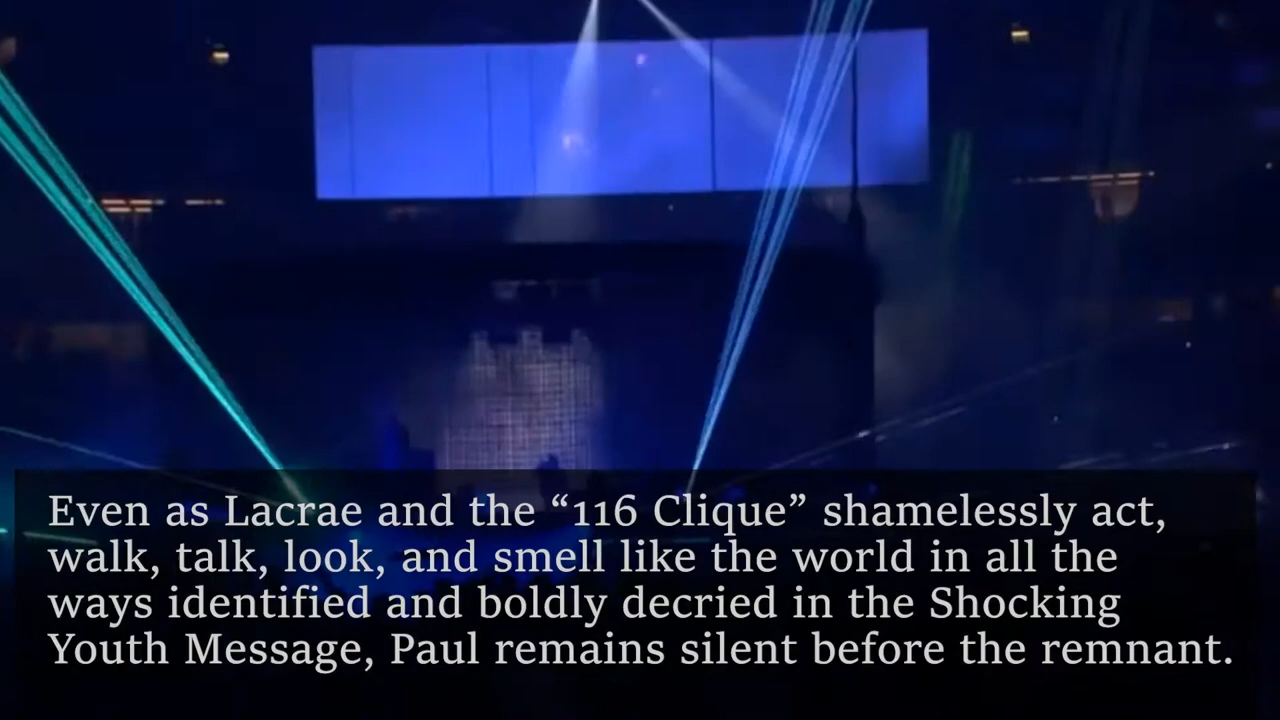 Even as Lacrae and the “116 Clique” shamelessly act,
walk, talk, look, and smell like the world in all the
ways identified and boldly decried in the Shocking
Youth Message, Paul remains silent before the remnant.